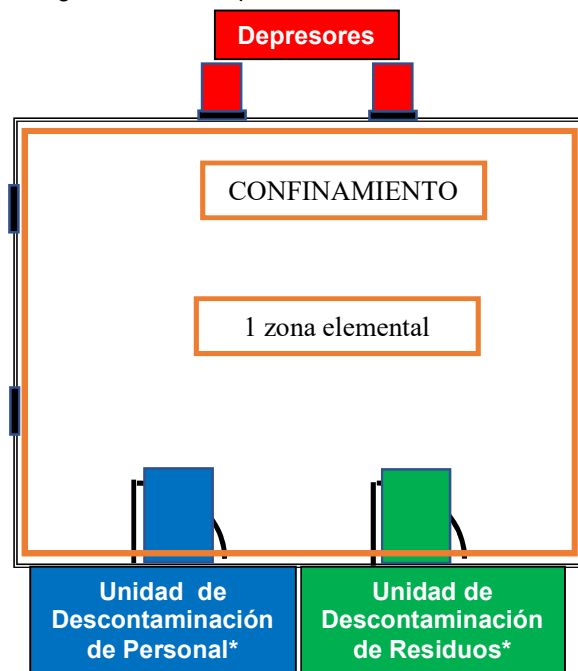 Depresores
CONFINAMIENTO
1 zona elemental
Unidad de
Descontaminación
de Personal*
Unidad de
Descontaminación
de Residuos*